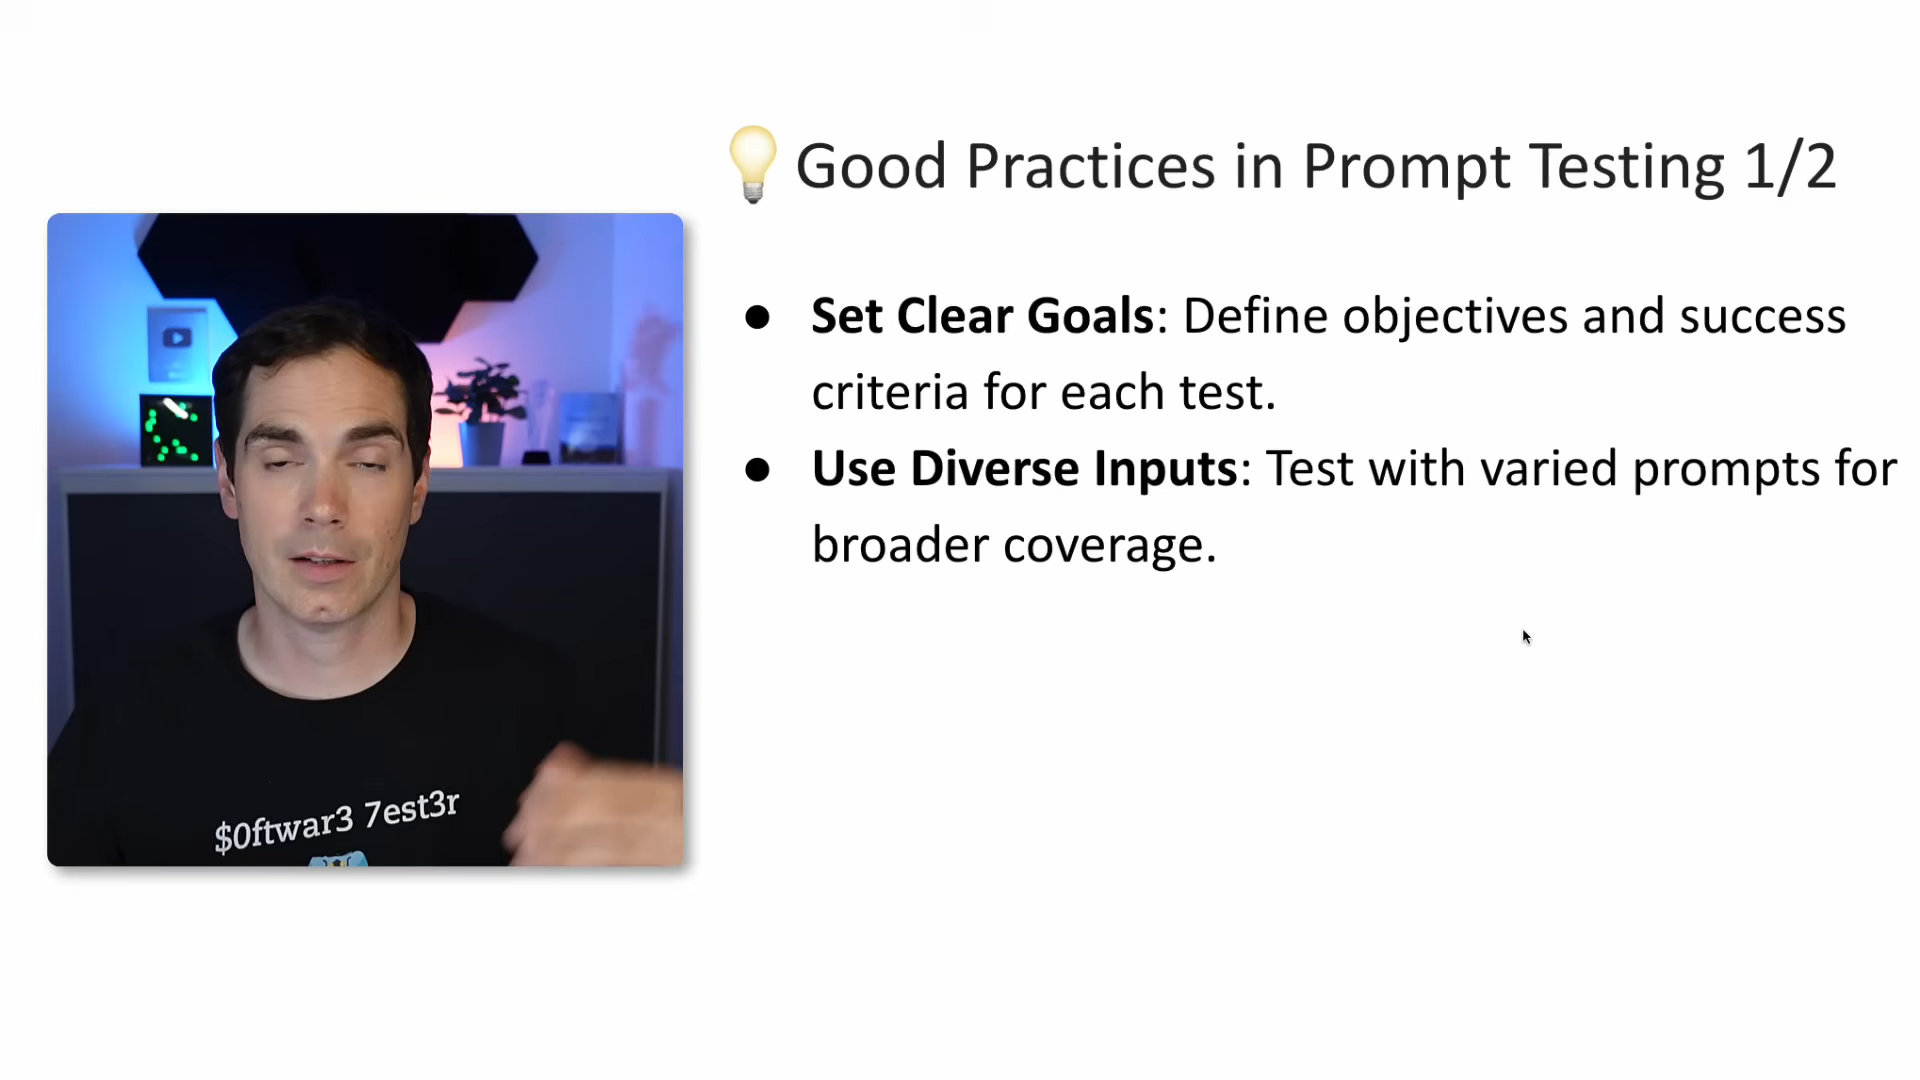 💡 Good Practices in Prompt Testing 1/2
● Set Clear Goals: Define objectives and success
criteria for each test.
● Use Diverse Inputs: Test with varied prompts for
broader coverage.
$0ftwar3 7est3r